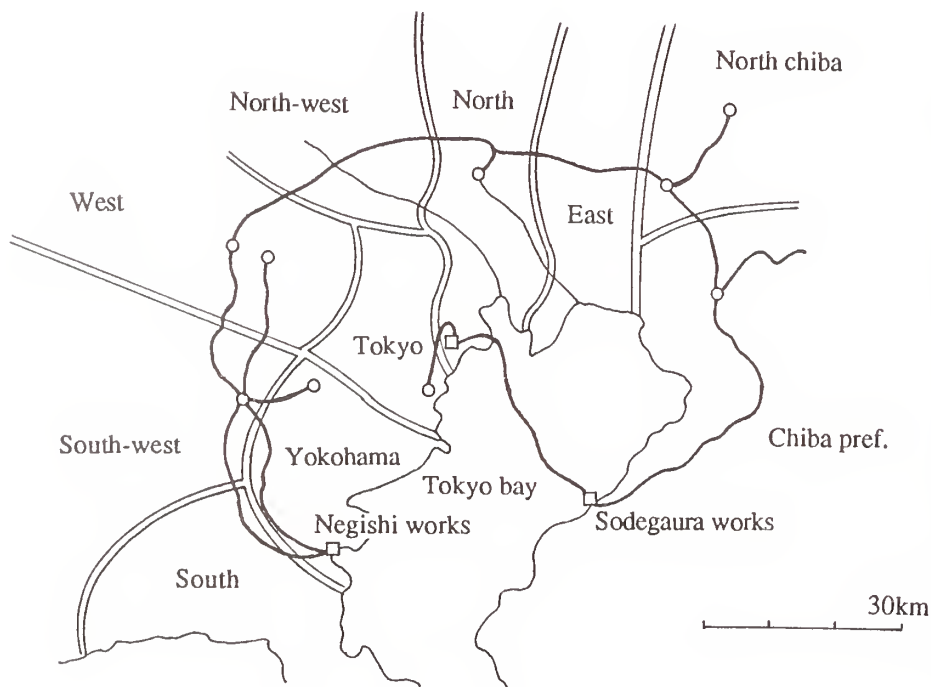 North chiba
North-west
North
West
East
Tokyo
South-west
Chiba pref.
Yokohama
Tokyo bay
Negishi works
Sodegaura works
South
30km